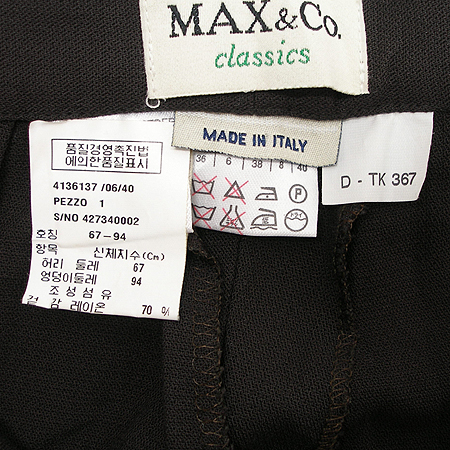 MAX&Co.
classics
MADE IN ITALY
36 6 38 8 40
P
D - TK 367
품질경영촉진법
에의한품질표시
4136137 /06/40
PEZZO 1
S/NO 427340002
호칭 67-94
항목 신체치수(Cm)
허리 둘레 67
엉덩이둘레 94
조성섬유
겉 감 레이온 70 %